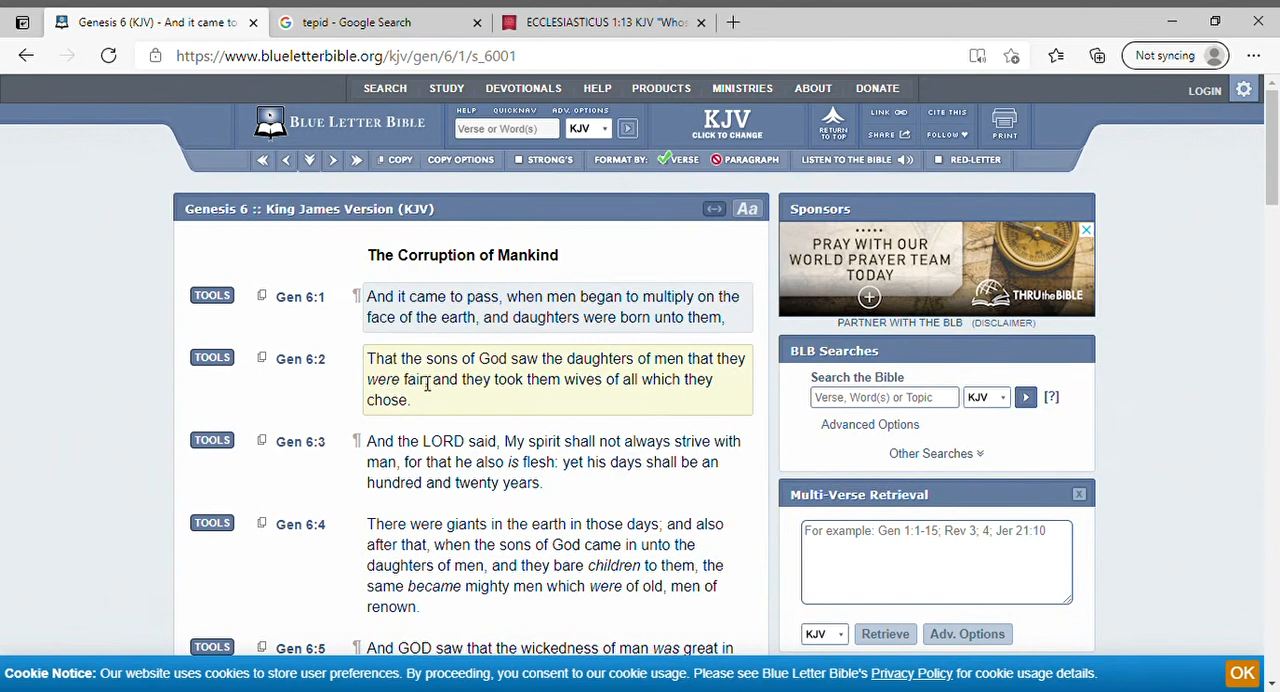 Genesis 6 (KJV) - And it came to
tepid - Google Search
ECCLESIASTICUS 1:13 KJV "Whos
https://www.blueletterbible.org/kjv/gen/6/1/s_6001
Not syncing
SEARCH STUDY DEVOTIONALS HELP PRODUCTS MINISTRIES ABOUT DONATE
LOGIN
BLUE LETTER BIBLE
HELP QUICKNAV ADV. OPTIONS
Verse or Word(s) KJV
KJV
CLICK TO CHANGE
RETURN
TO TOP
LINK CITE THIS
SHARE FOLLOW
PRINT
COPY COPY OPTIONS STRONG'S FORMAT BY: VERSE PARAGRAPH LISTEN TO THE BIBLE RED-LETTER
Genesis 6 :: King James Version (KJV)
Aa
The Corruption of Mankind
TOOLS Gen 6:1 ¶ And it came to pass, when men began to multiply on the
face of the earth, and daughters were born unto them,
TOOLS Gen 6:2 That the sons of God saw the daughters of men that they
were fair; and they took them wives of all which they
chose.
TOOLS Gen 6:3 ¶ And the LORD said, My spirit shall not always strive with
man, for that he also is flesh: yet his days shall be an
hundred and twenty years.
TOOLS Gen 6:4 There were giants in the earth in those days; and also
after that, when the sons of God came in unto the
daughters of men, and they bare children to them, the
same became mighty men which were of old, men of
renown.
TOOLS Gen 6:5 And GOD saw that the wickedness of man was great in
Sponsors
PRAY WITH OUR
WORLD PRAYER TEAM
TODAY
THRU the BIBLE
PARTNER WITH THE BLB (DISCLAIMER)
BLB Searches
Search the Bible
Verse, Word(s) or Topic KJV [?]
Advanced Options
Other Searches
Multi-Verse Retrieval X
For example: Gen 1:1-15; Rev 3; 4; Jer 21:10
KJV Retrieve Adv. Options
Cookie Notice: Our website uses cookies to store user preferences. By proceeding, you consent to our cookie usage. Please see Blue Letter Bible's Privacy Policy for cookie usage details.
OK